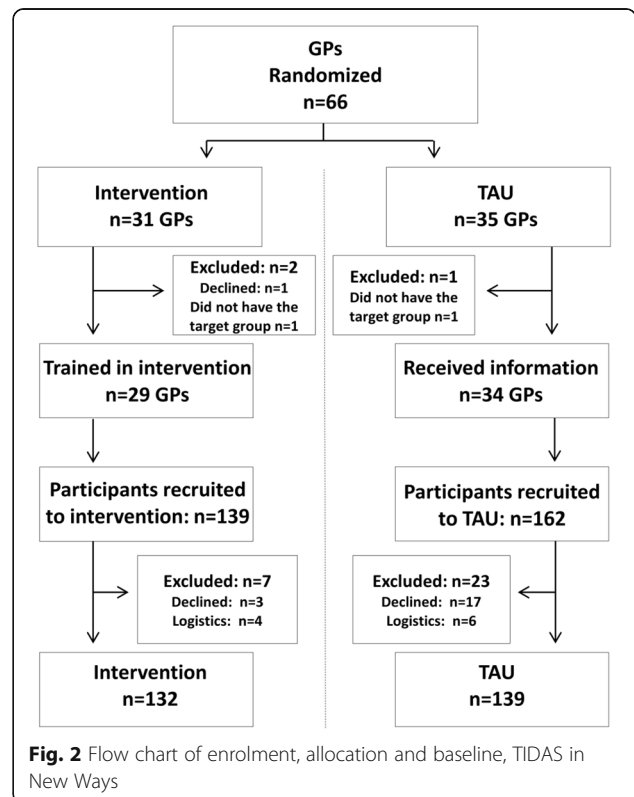 GPs
Randomized
n=66
Intervention
n=31 GPs
TAU
n=35 GPs
Excluded: n=2
Declined: n=1
Did not have the
target group n=1
Excluded: n=1
Did not have the
target group n=1
Trained in intervention
n=29 GPs
Received information
n=34 GPs
Participants recruited
to intervention: n=139
Participants recruited
to TAU: n=162
Excluded: n=7
Declined: n=3
Logistics: n=4
Excluded: n=23
Declined: n=17
Logistics: n=6
Intervention
n=132
TAU
n=139
Fig. 2 Flow chart of enrolment, allocation and baseline, TIDAS in
New Ways